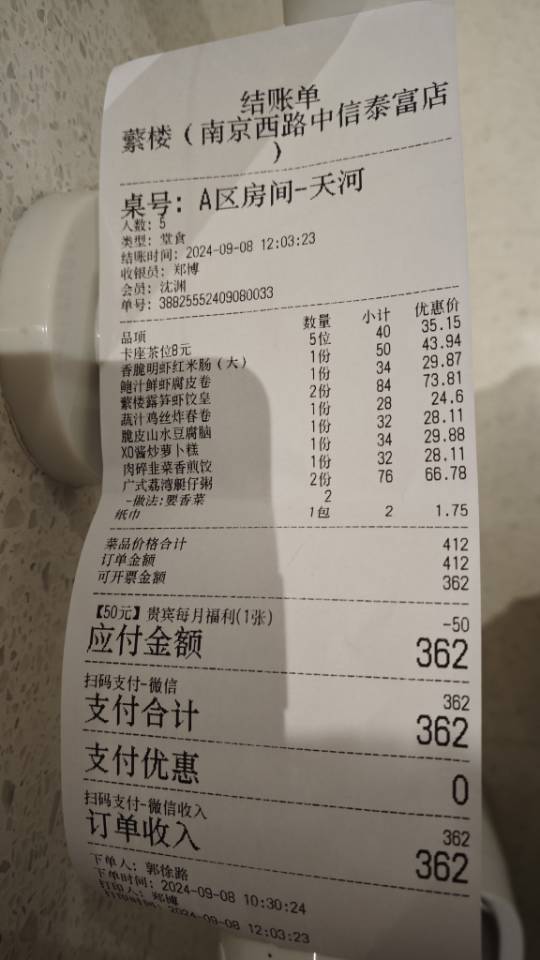 结账单
蘩楼（南京西路中信泰富店
）
桌号: A区房间-天河
人数: 5
类型: 堂食
结账时间: 2024-09-08 12:03:23
收银员: 郑博
会员: 沈渊
单号: 38825552409080033
品项 数量 小计 优惠价
卡座茶位8元 5位 40 35.15
香脆明虾红米肠（大） 1份 50 43.94
鲍汁鲜虾腐皮卷 1份 34 29.87
蘩楼露笋虾饺皇 2份 84 73.81
蔬汁鸡丝炸春卷 1份 28 24.6
脆皮山水豆腐脑 1份 32 28.11
XO酱炒萝卜糕 1份 34 29.88
肉碎韭菜香煎饺 1份 32 28.11
广式荔湾艇仔粥 2份 76 66.78
-做法:要香菜 2
纸巾 1包 2 1.75
菜品价格合计 412
订单金额 412
可开票金额 362
【50元】贵宾每月福利(1张) -50
应付金额 362
扫码支付-微信 362
支付合计 362
支付优惠 0
扫码支付-微信收入 362
订单收入 362
下单人: 郭徐路
下单时间: 2024-09-08 10:30:24
打印人: 郑博
打印时间: 2024-09-08 12:03:23